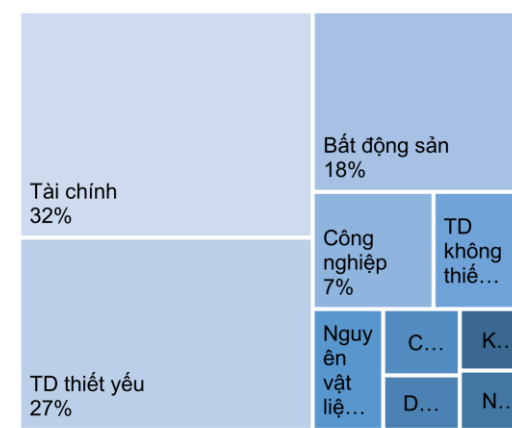 Tài chính
32%
TD thiết yếu
27%
Bất động sản
18%
Công
nghiệp
7%
TD
không
thiế…
Nguy
ên
vật
liệ…
C…
D…
K…
N…